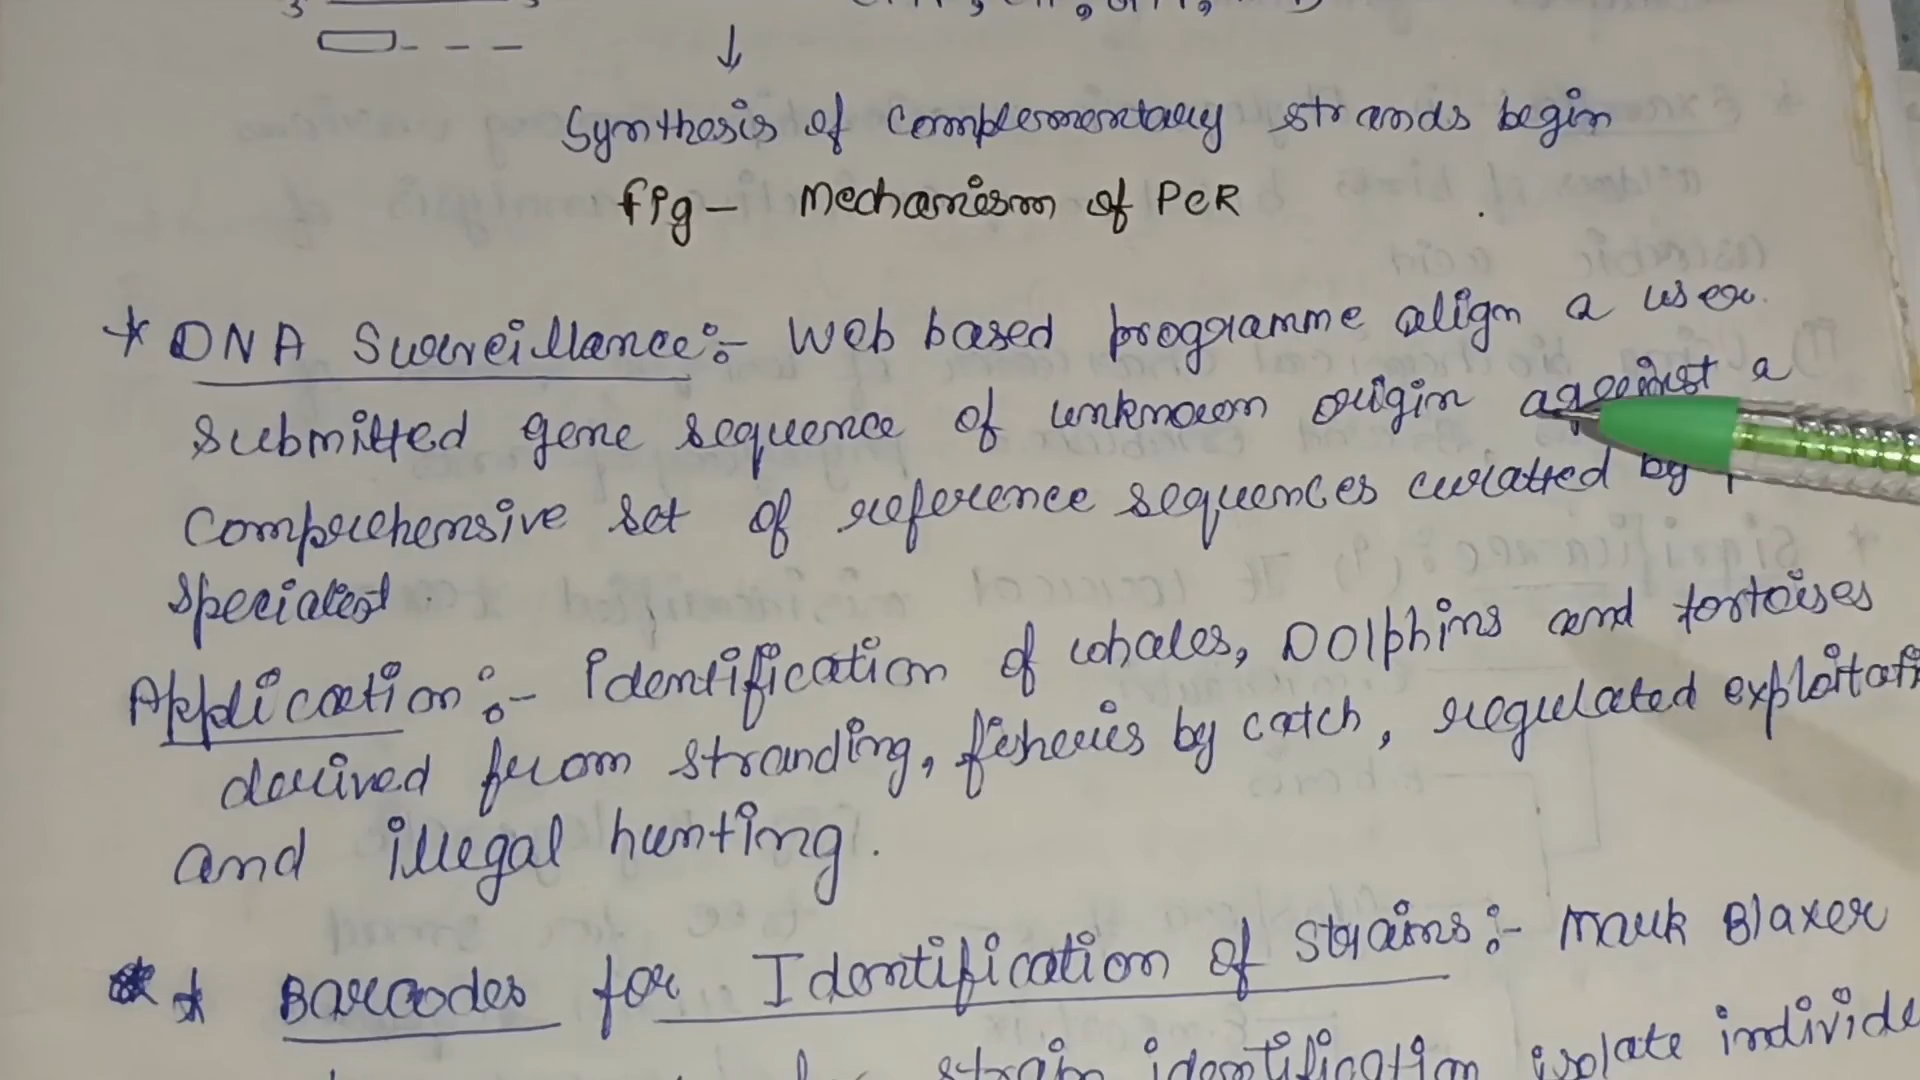 Synthesis of complementary strands begin
fig - Mechanism of PCR
* DNA Surveillance :- Web based programme align a user
submitted gene sequence of unknown origin against a
comprehensive set of reference sequences curated by
specialist.
Application :- identification of whales, Dolphins and tortoises
derived from stranding, fisheries by catch, regulated exploitati
and illegal hunting.
* Barcodes for Identification of strains :- Mark Blaxer
strain identification isolate individu